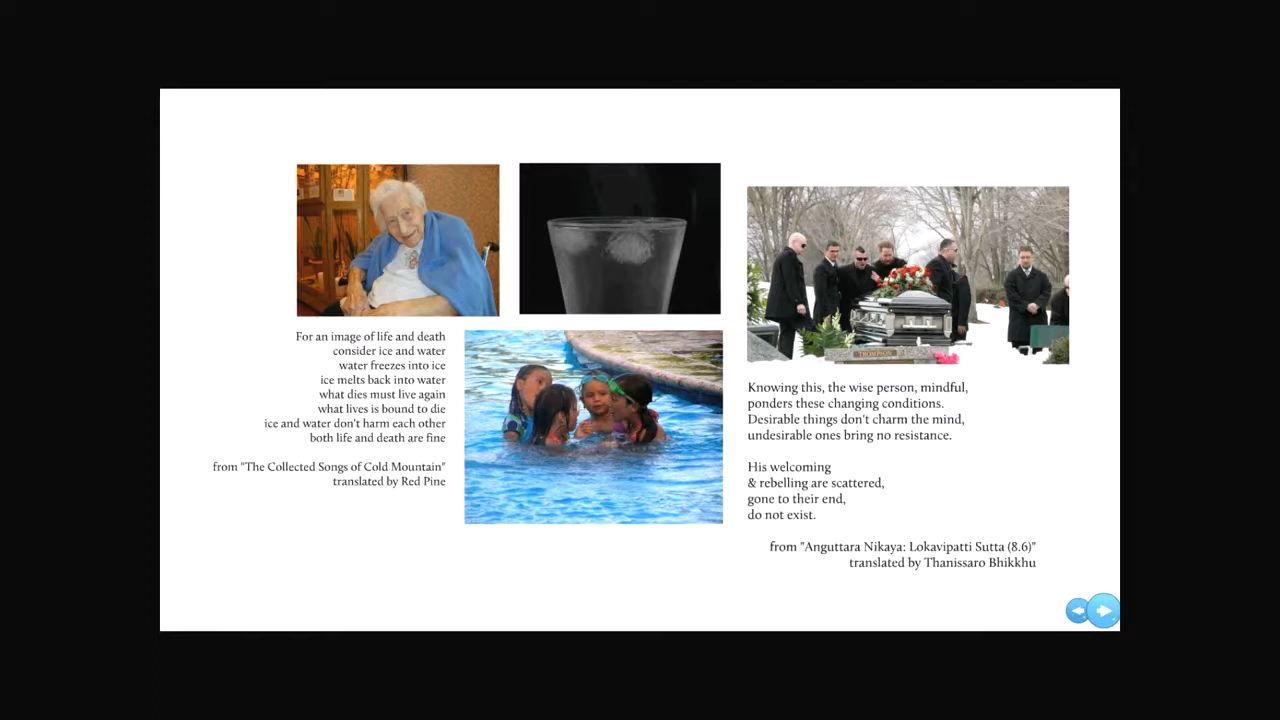 For an image of life and death
consider ice and water
water freezes into ice
ice melts back into water
what dies must live again
what lives is bound to die
ice and water don't harm each other
both life and death are fine
from "The Collected Songs of Cold Mountain"
translated by Red Pine
THOMPSON
Knowing this, the wise person, mindful,
ponders these changing conditions.
Desirable things don't charm the mind,
undesirable ones bring no resistance.
His welcoming
& rebelling are scattered,
gone to their end,
do not exist.
from "Anguttara Nikaya: Lokavipatti Sutta (8.6)"
translated by Thanissaro Bhikkhu